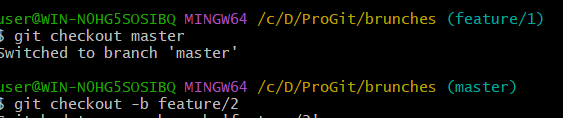 user@WIN-N0HG5SOSIBQ MINGW64 /c/D/ProGit/brunches (feature/1)
$ git checkout master
Switched to branch 'master'
user@WIN-N0HG5SOSIBQ MINGW64 /c/D/ProGit/brunches (master)
$ git checkout -b feature/2